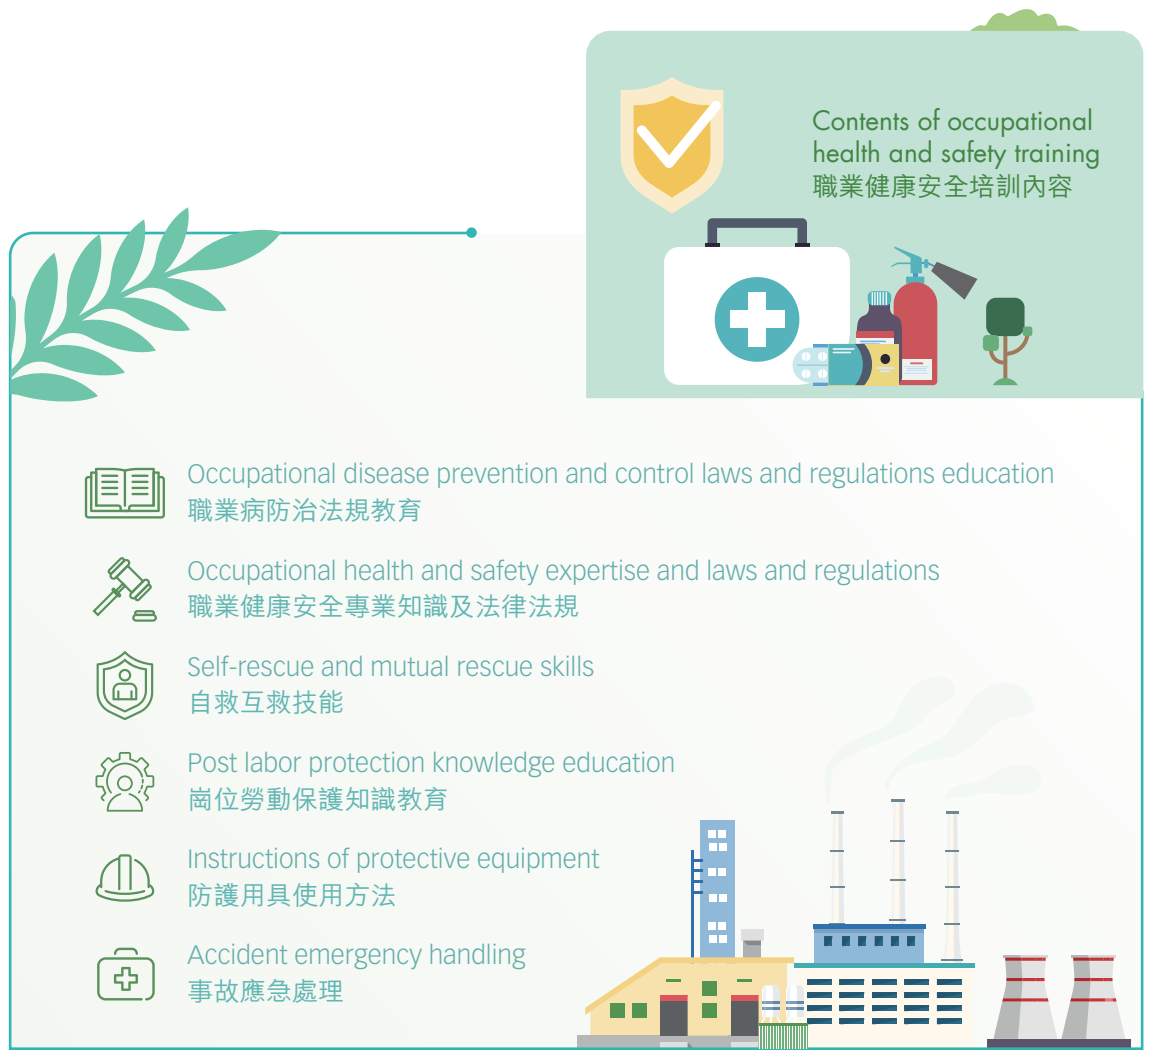 Contents of occupational
health and safety training
職業健康安全培訓內容
Occupational disease prevention and control laws and regulations education
職業病防治法規教育
Occupational health and safety expertise and laws and regulations
職業健康安全專業知識及法律法規
Self-rescue and mutual rescue skills
自救互救技能
Post labor protection knowledge education
崗位勞動保護知識教育
Instructions of protective equipment
防護用具使用方法
Accident emergency handling
事故應急處理